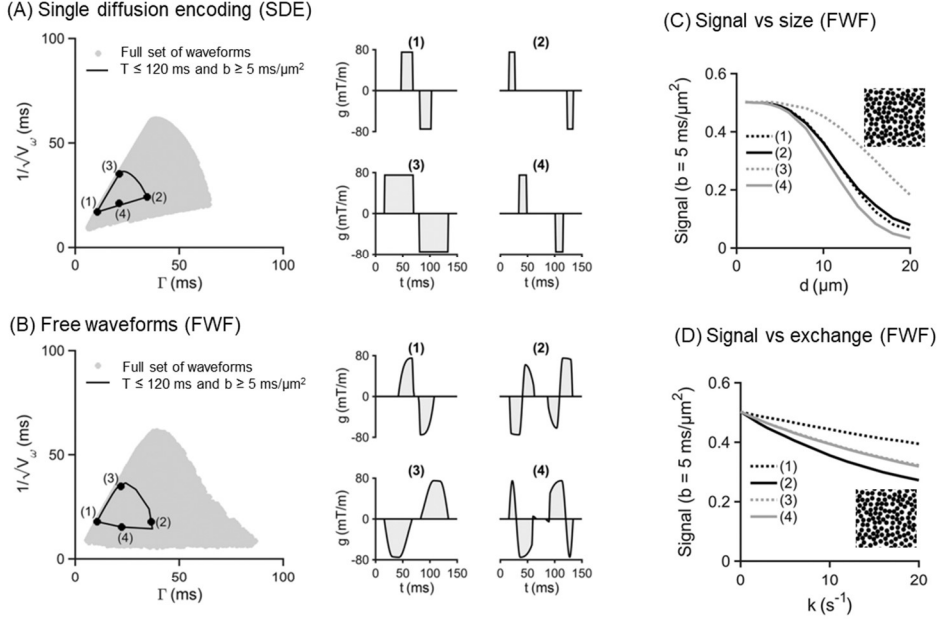 (A) Single diffusion encoding (SDE)
100
50
0
1/√Vω (ms)
Full set of waveforms
T ≤ 120 ms and b ≥ 5 ms/µm²
(3)
(1)
(2)
(4)
0
50
100
Γ (ms)
(1)
(2)
80
0
-80
g (mT/m)
(3)
(4)
80
0
-80
g (mT/m)
0 50 100 150
0 50 100 150
t (ms)
t (ms)
(B) Free waveforms (FWF)
100
50
0
1/√Vω (ms)
Full set of waveforms
T ≤ 120 ms and b ≥ 5 ms/µm²
(3)
(1)
(2)
(4)
0
50
100
Γ (ms)
(1)
(2)
80
0
-80
g (mT/m)
(3)
(4)
80
0
-80
g (mT/m)
0 50 100 150
0 50 100 150
t (ms)
t (ms)
(C) Signal vs size (FWF)
0.6
0.4
0.2
0
Signal (b = 5 ms/µm²)
(1)
(2)
(3)
(4)
0
10
20
d (µm)
(D) Signal vs exchange (FWF)
0.6
0.4
0.2
0
Signal (b = 5 ms/µm²)
(1)
(2)
(3)
(4)
0
10
20
k (s⁻¹)